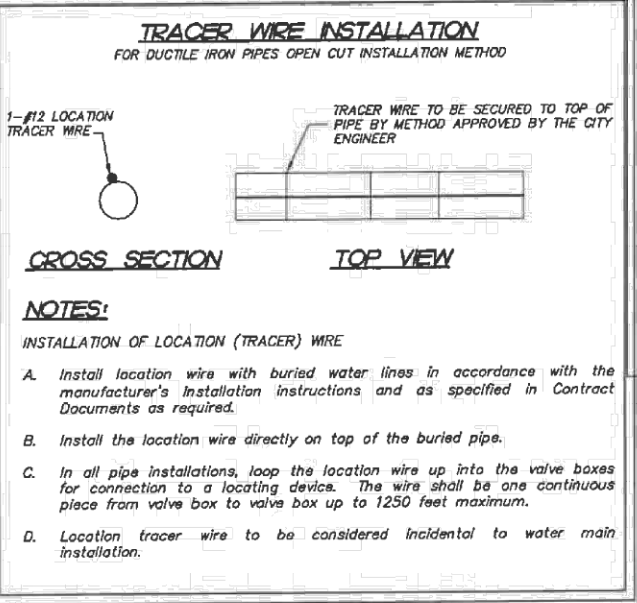 TRACER WIRE INSTALLATION
FOR DUCTILE IRON PIPES OPEN CUT INSTALLATION METHOD
1-#12 LOCATION
TRACER WIRE
TRACER WIRE TO BE SECURED TO TOP OF
PIPE BY METHOD APPROVED BY THE CITY
ENGINEER
CROSS SECTION
TOP VIEW
NOTES:
INSTALLATION OF LOCATION (TRACER) WIRE
A. Install location wire with buried water lines in accordance with the
manufacturer's installation instructions and as specified in Contract
Documents as required.
B. Install the location wire directly on top of the buried pipe.
C. In all pipe installations, loop the location wire up into the valve boxes
for connection to a locating device. The wire shall be one continuous
piece from valve box to valve box up to 1250 feet maximum.
D. Location tracer wire to be considered incidental to water main
installation.